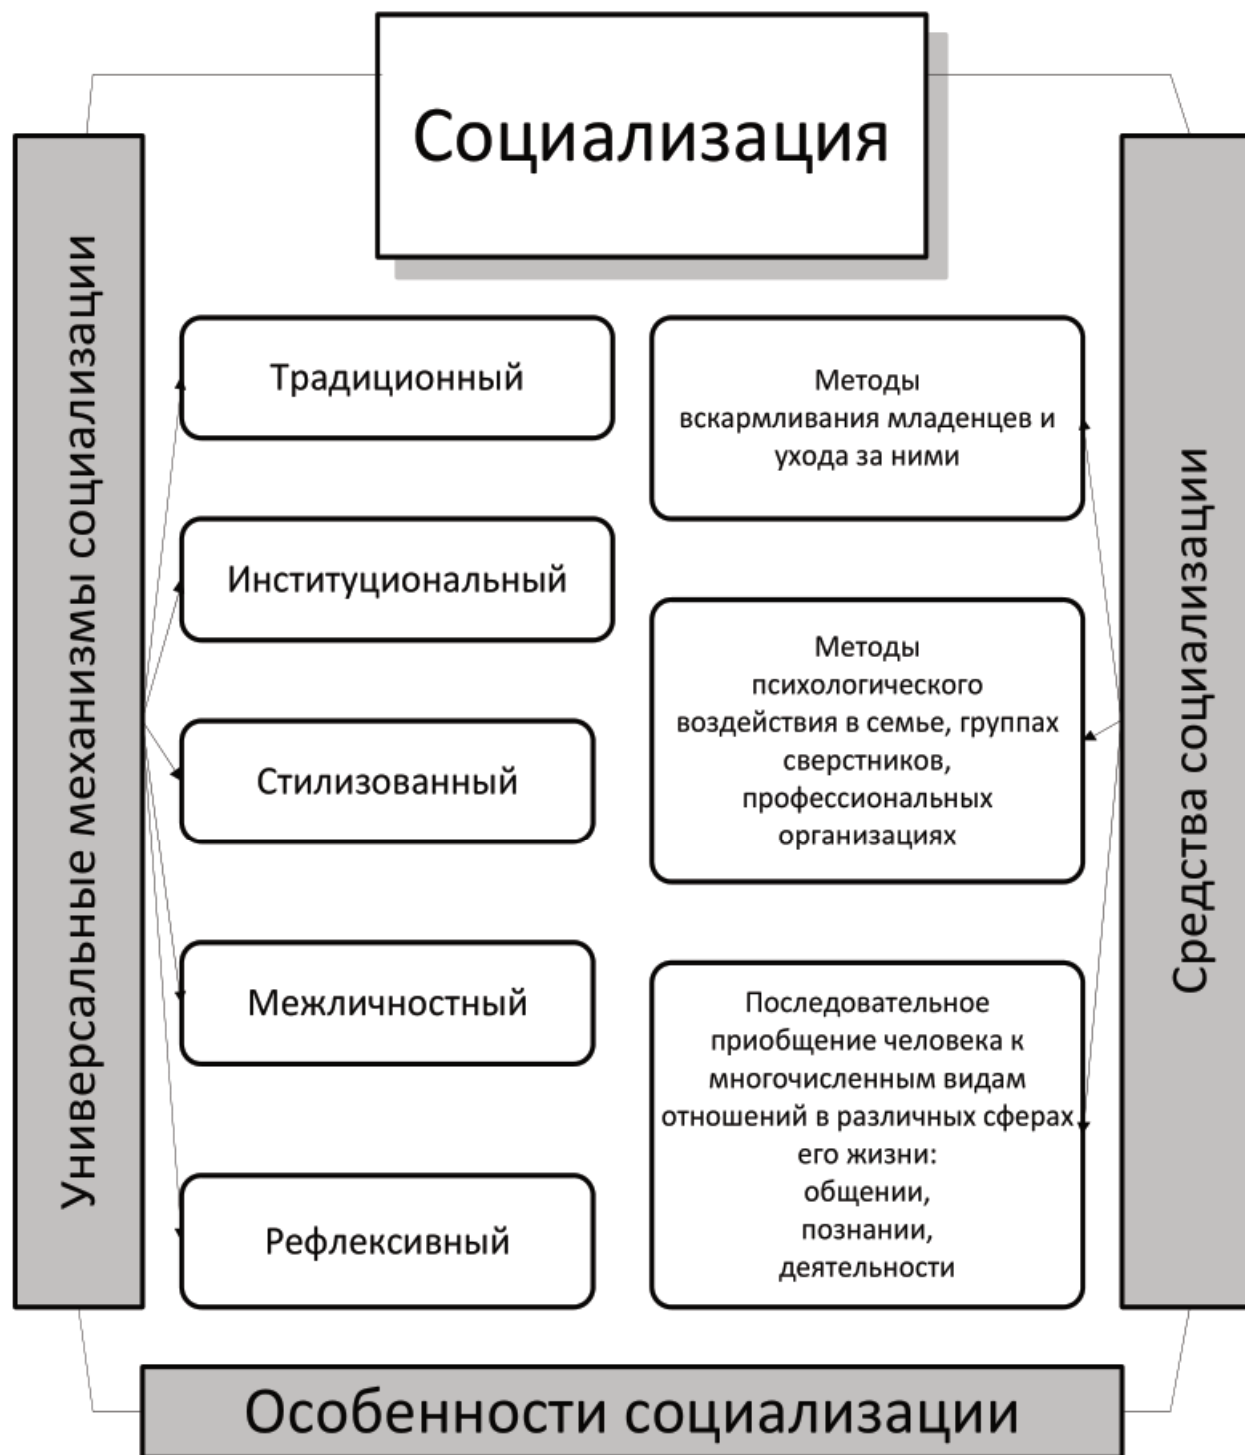 Социализация
Универсальные механизмы социализации
Традиционный
Институциональный
Стилизованный
Межличностный
Рефлексивный
Методы
вскармливания младенцев и
ухода за ними
Методы
психологического
воздействия в семье, группах
сверстников,
профессиональных
организациях
Последовательное
приобщение человека к
многочисленным видам
отношений в различных сферах
его жизни:
общении,
познании,
деятельности
Средства социализации
Особенности социализации